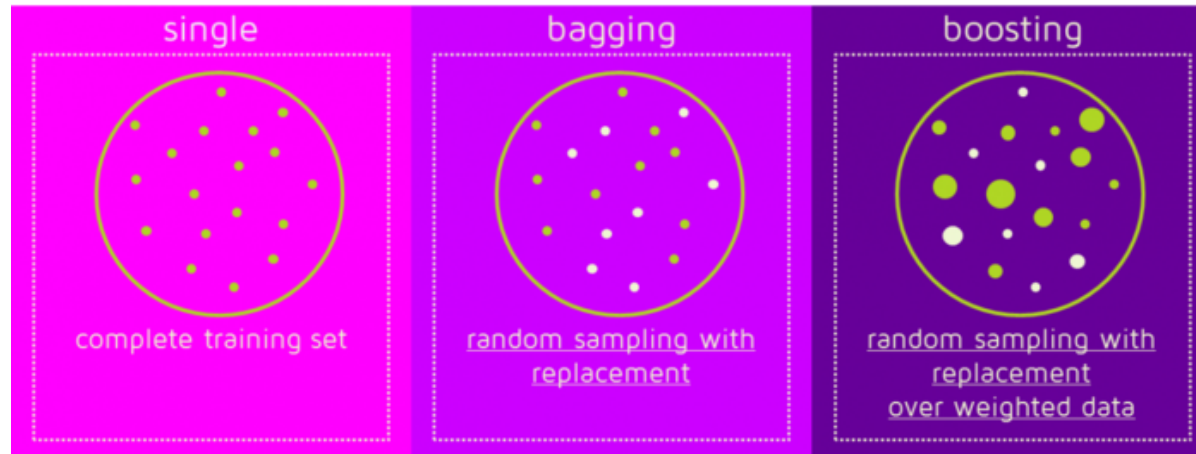 single
complete training set
bagging
random sampling with
replacement
boosting
random sampling with
replacement
over weighted data